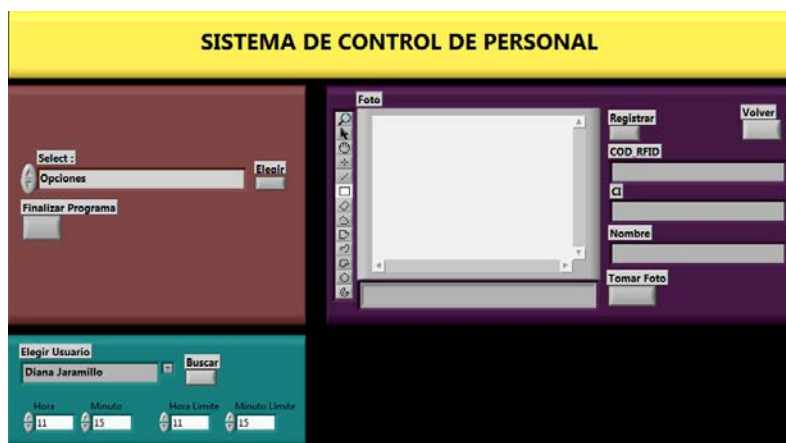 SISTEMA DE CONTROL DE PERSONAL
Select :
Opciones
Elegir
Finalizar Programa
Foto
Registrar
Volver
COD_RFID
CI
Nombre
Tomar Foto
Elegir Usuario
Diana Jaramillo
Buscar
Hora Minuto Hora Limite Minuto Limite
11 15 11 15